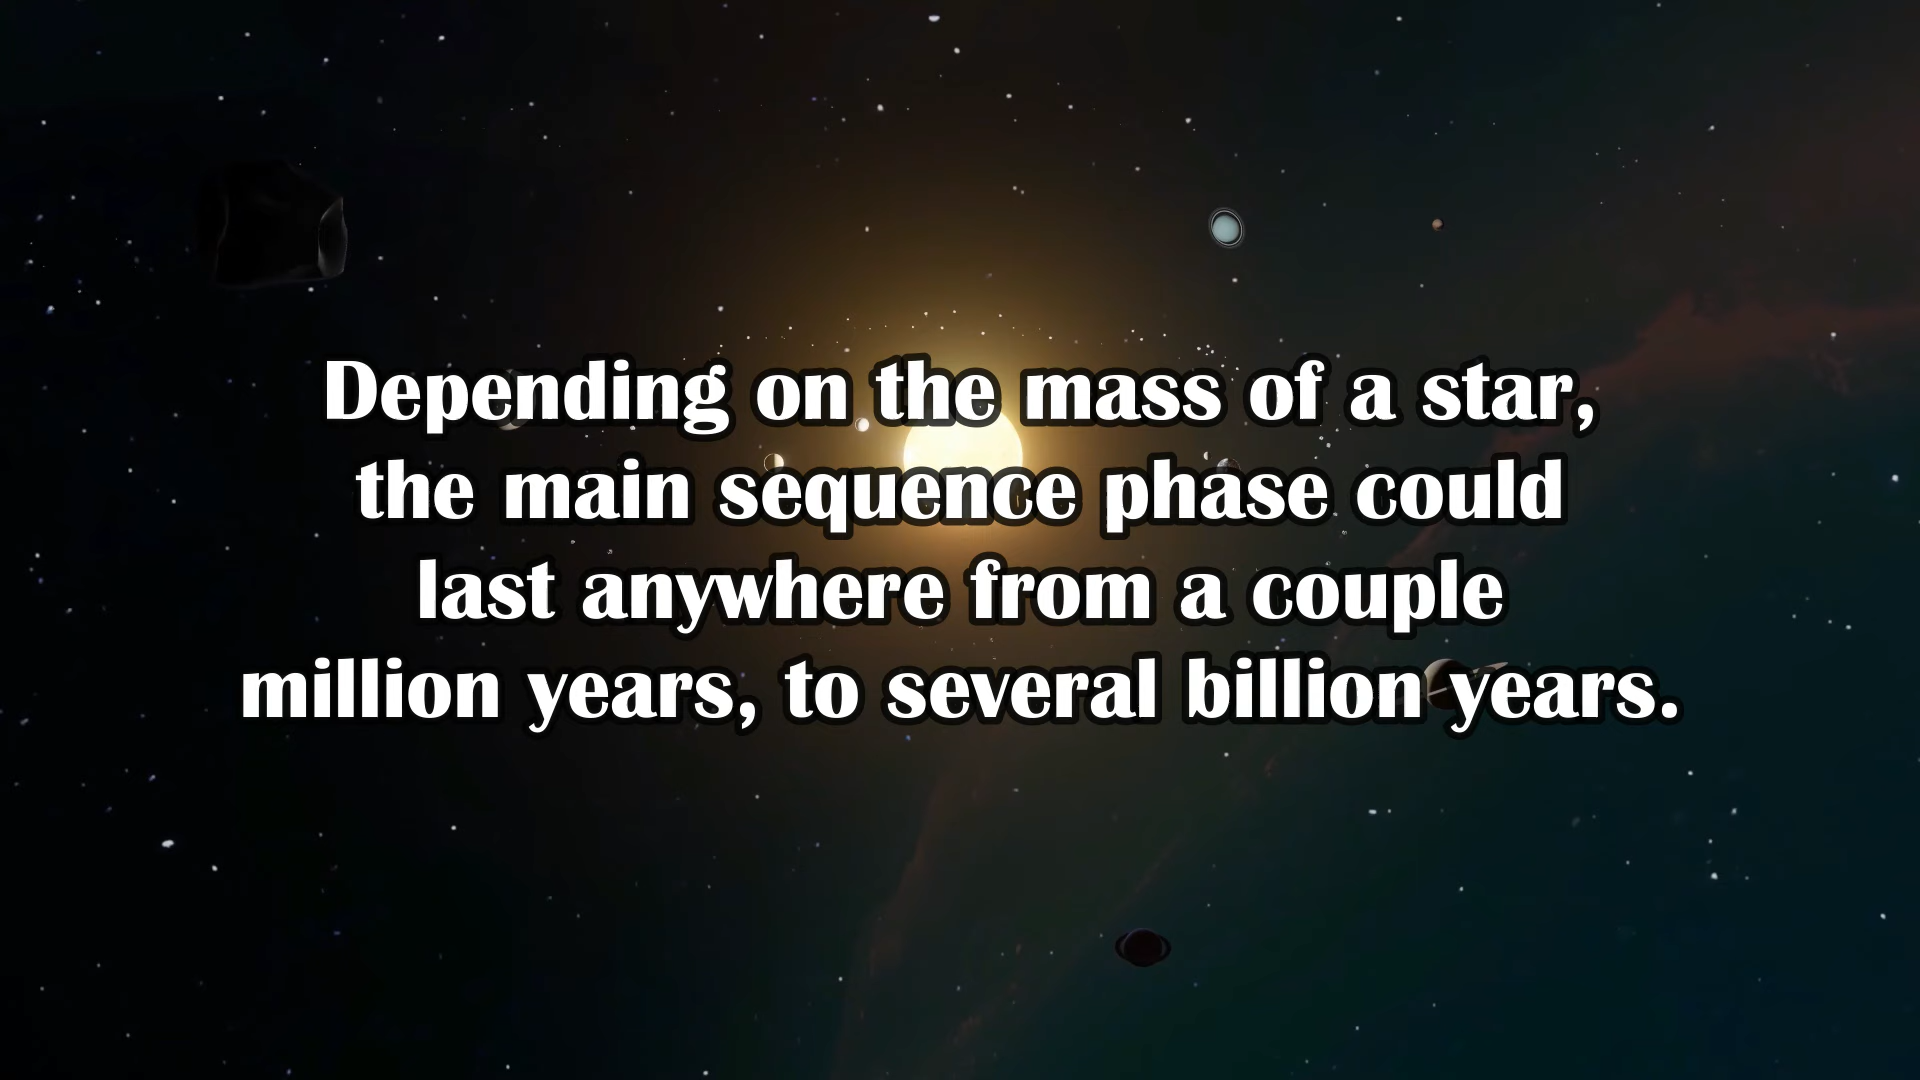 Depending on the mass of a star,
the main sequence phase could
last anywhere from a couple
million years, to several billion years.